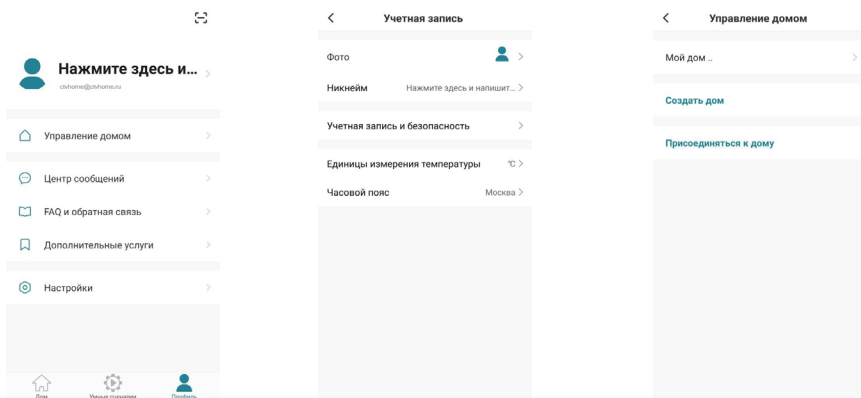 Нажмите здесь и...
civhome@civhome.ru
Управление домом
Центр сообщений
FAQ и обратная связь
Дополнительные услуги
Настройки
Дом
Умные сценарии
Профиль
Учетная запись
Фото
Никнейм
Нажмите здесь и напишит...
Учетная запись и безопасность
Единицы измерения температуры
°C
Часовой пояс
Москва
Управление домом
Мой дом ..
Создать дом
Присоединяться к дому